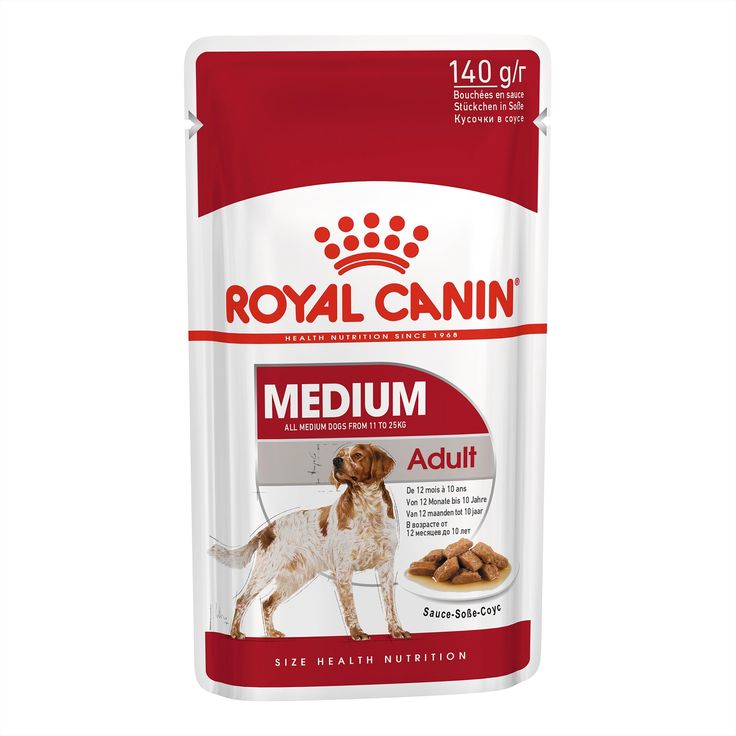 140 g/г
Bouchées en sauce
Stückchen in Soße
Кусочки в соусе
ROYAL CANIN®
HEALTH NUTRITION SINCE 1968
MEDIUM
ALL MEDIUM DOGS FROM 11 TO 25KG
Adult
De 12 mois à 10 ans
Von 12 Monate bis 10 Jahre
Van 12 maanden tot 10 jaar
В возрасте от
12 месяцев до 10 лет
Sauce-Soße-Соус
SIZE HEALTH NUTRITION